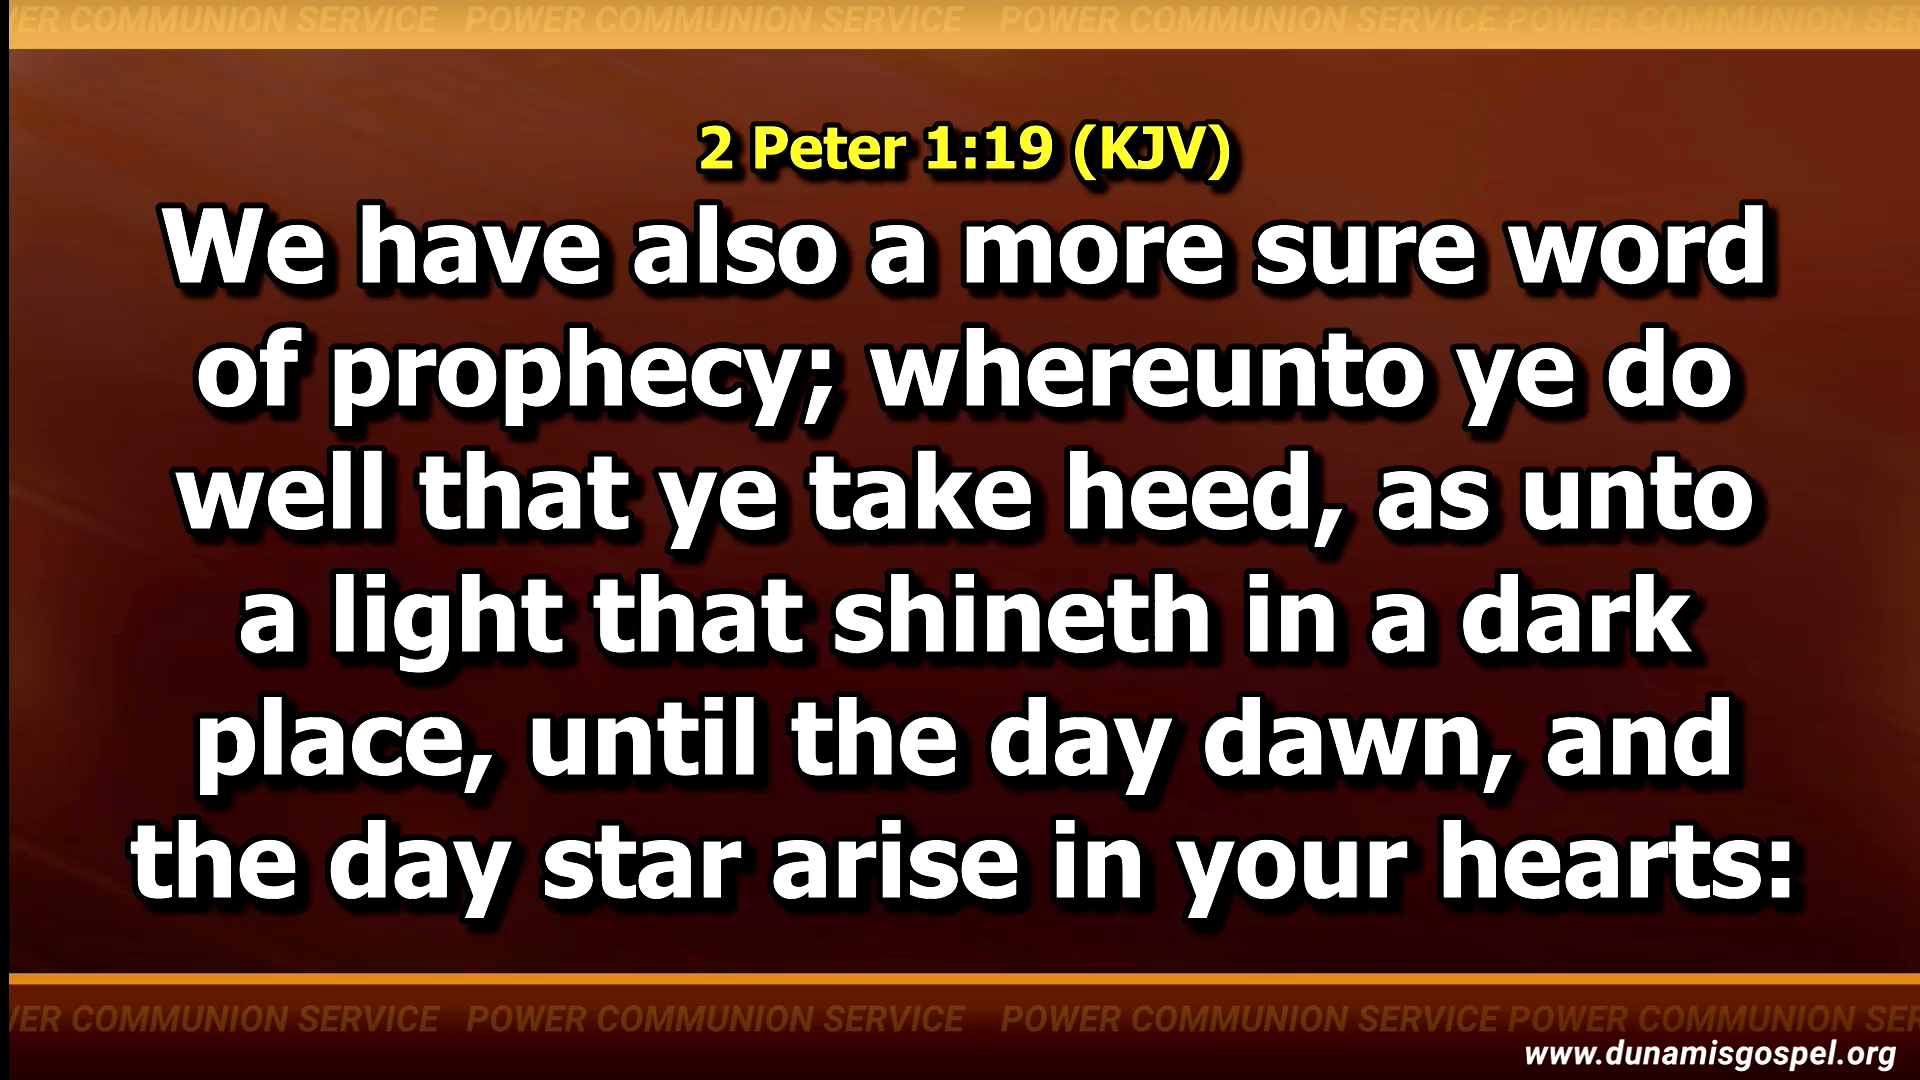 ER COMMUNION SERVICE POWER COMMUNION SERVICE POWER COMMUNION SERVICE POWER COMMUNION SER
2 Peter 1:19 (KJV)
We have also a more sure word
of prophecy; whereunto ye do
well that ye take heed, as unto
a light that shineth in a dark
place, until the day dawn, and
the day star arise in your hearts:
VER COMMUNION SERVICE POWER COMMUNION SERVICE POWER COMMUNION SERVICE POWER COMMUNION SER
www.dunamisgospel.org